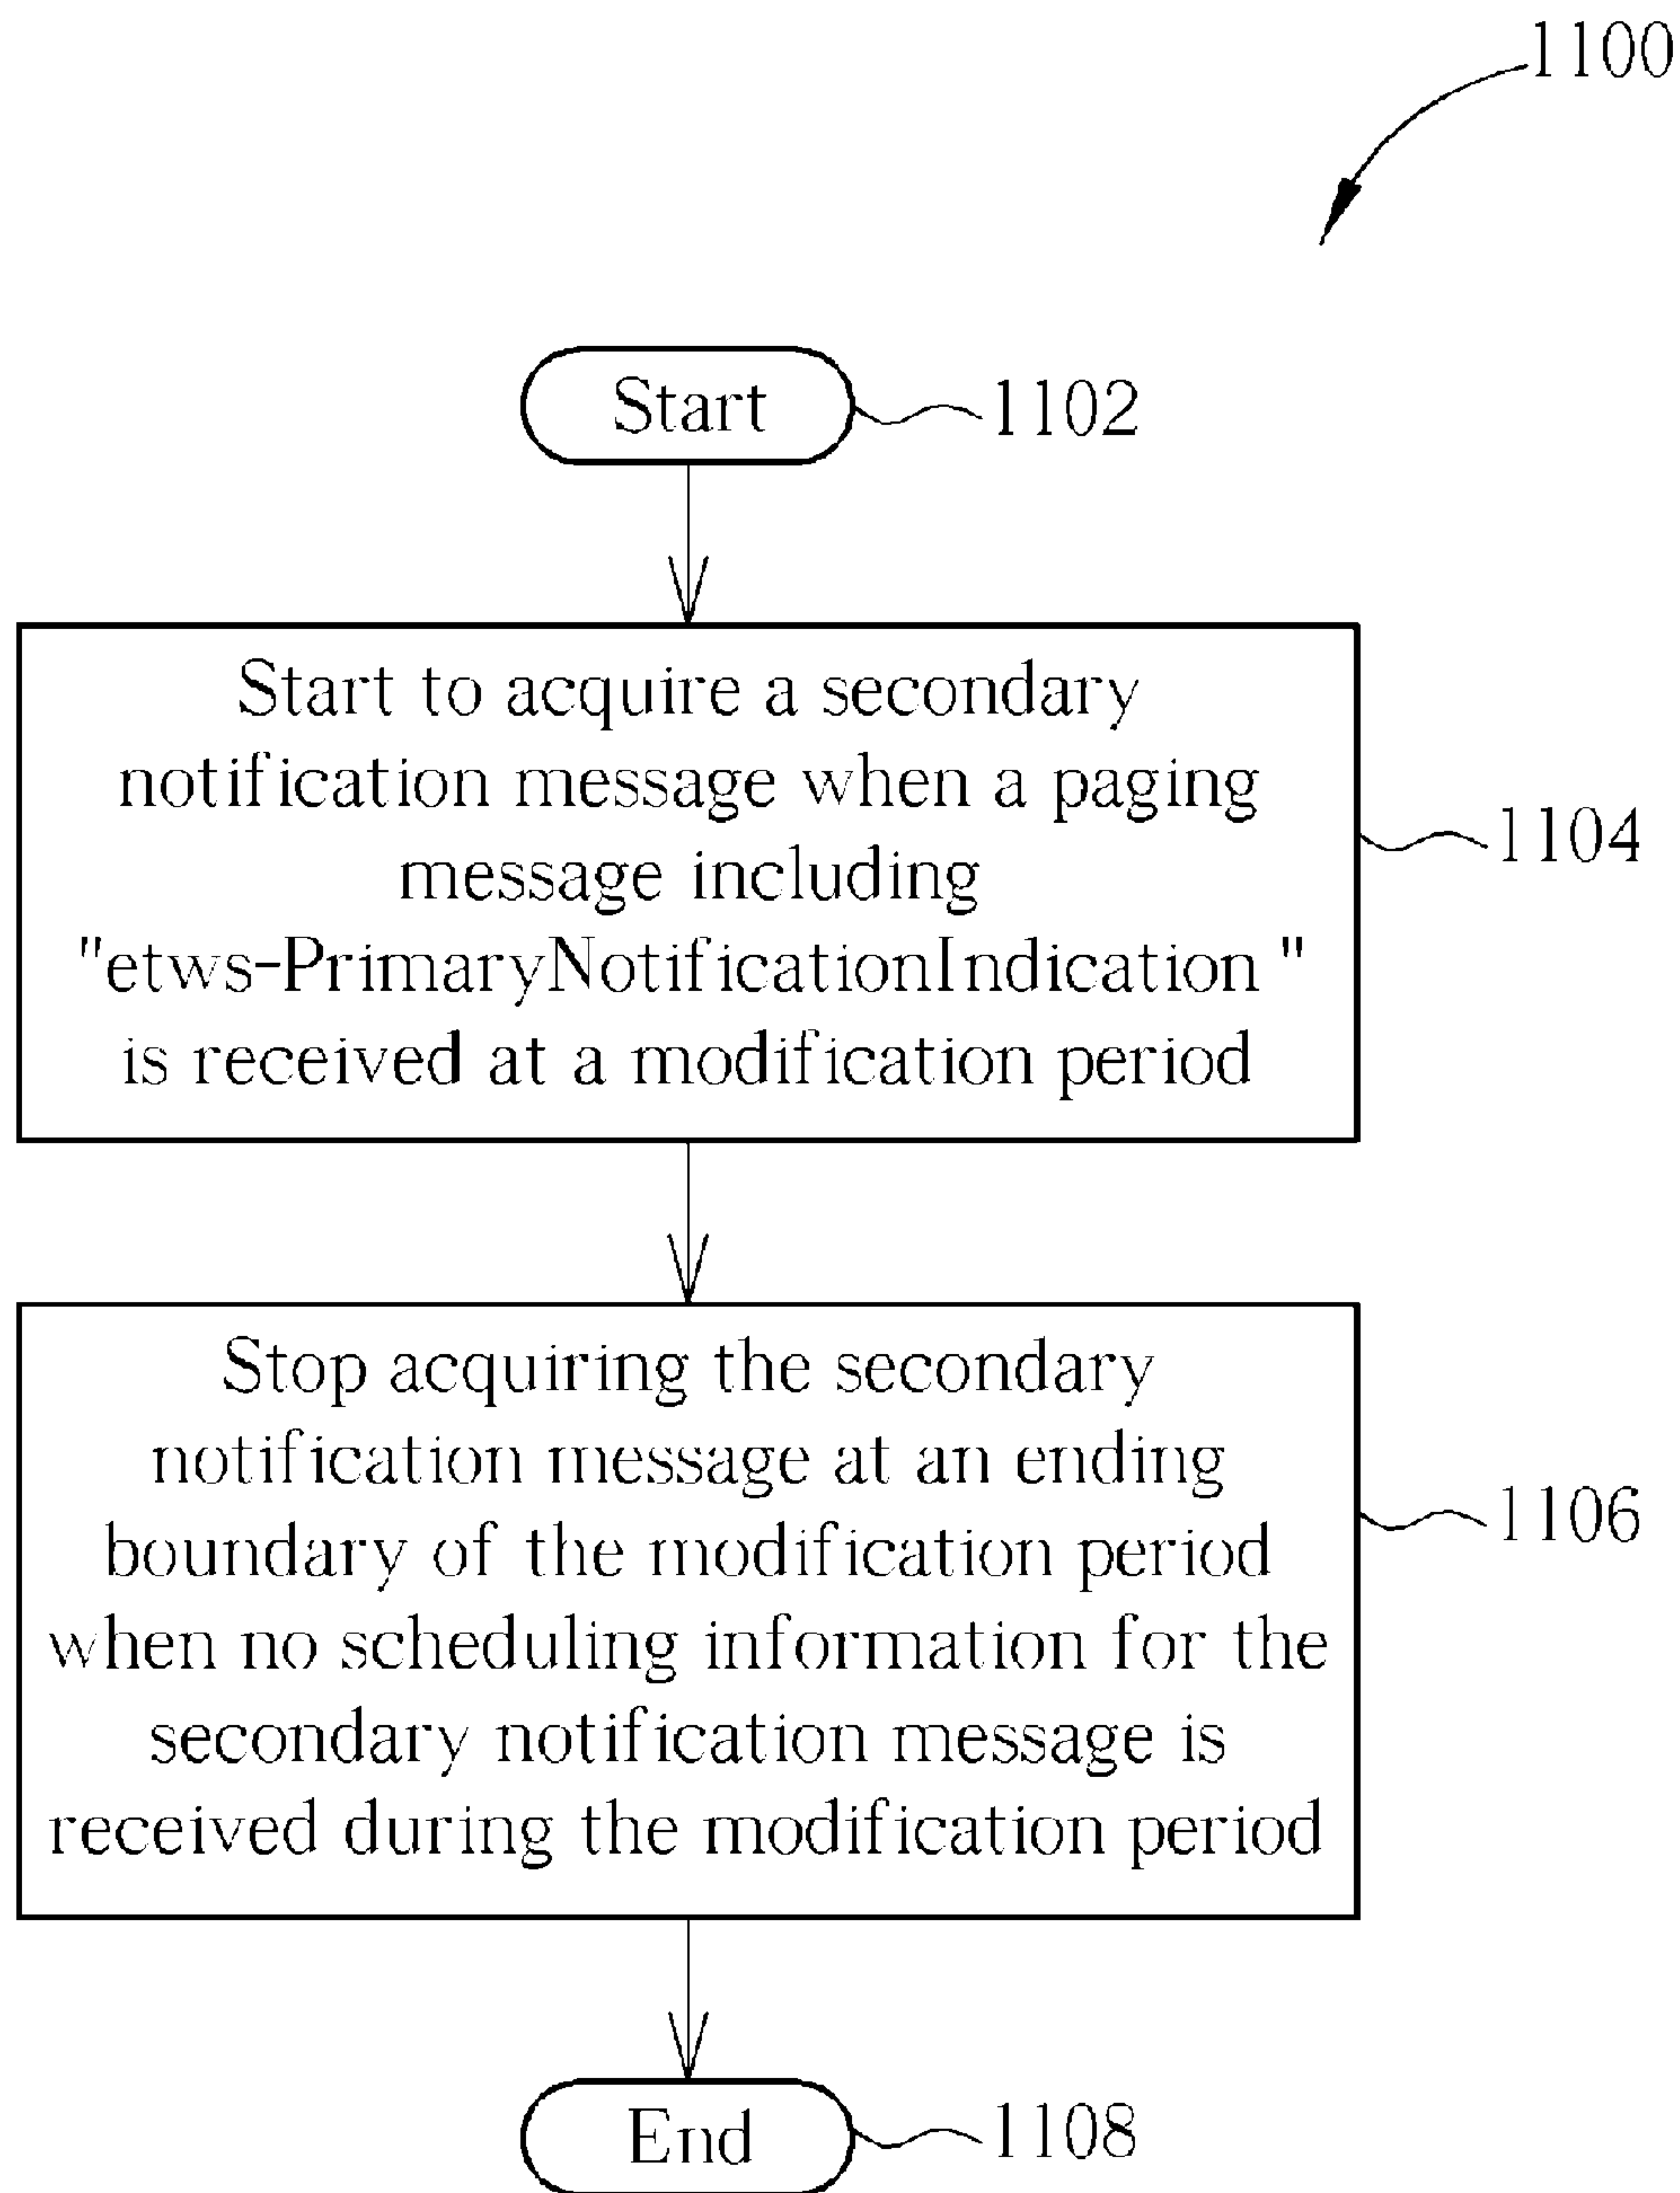 1100
Start
1102
Start to acquire a secondary
notification message when a paging
message including
"etws-PrimaryNotificationIndication "
is received at a modification period
1104
Stop acquiring the secondary
notification message at an ending
boundary of the modification period
when no scheduling information for the
secondary notification message is
received during the modification period
1106
End
1108